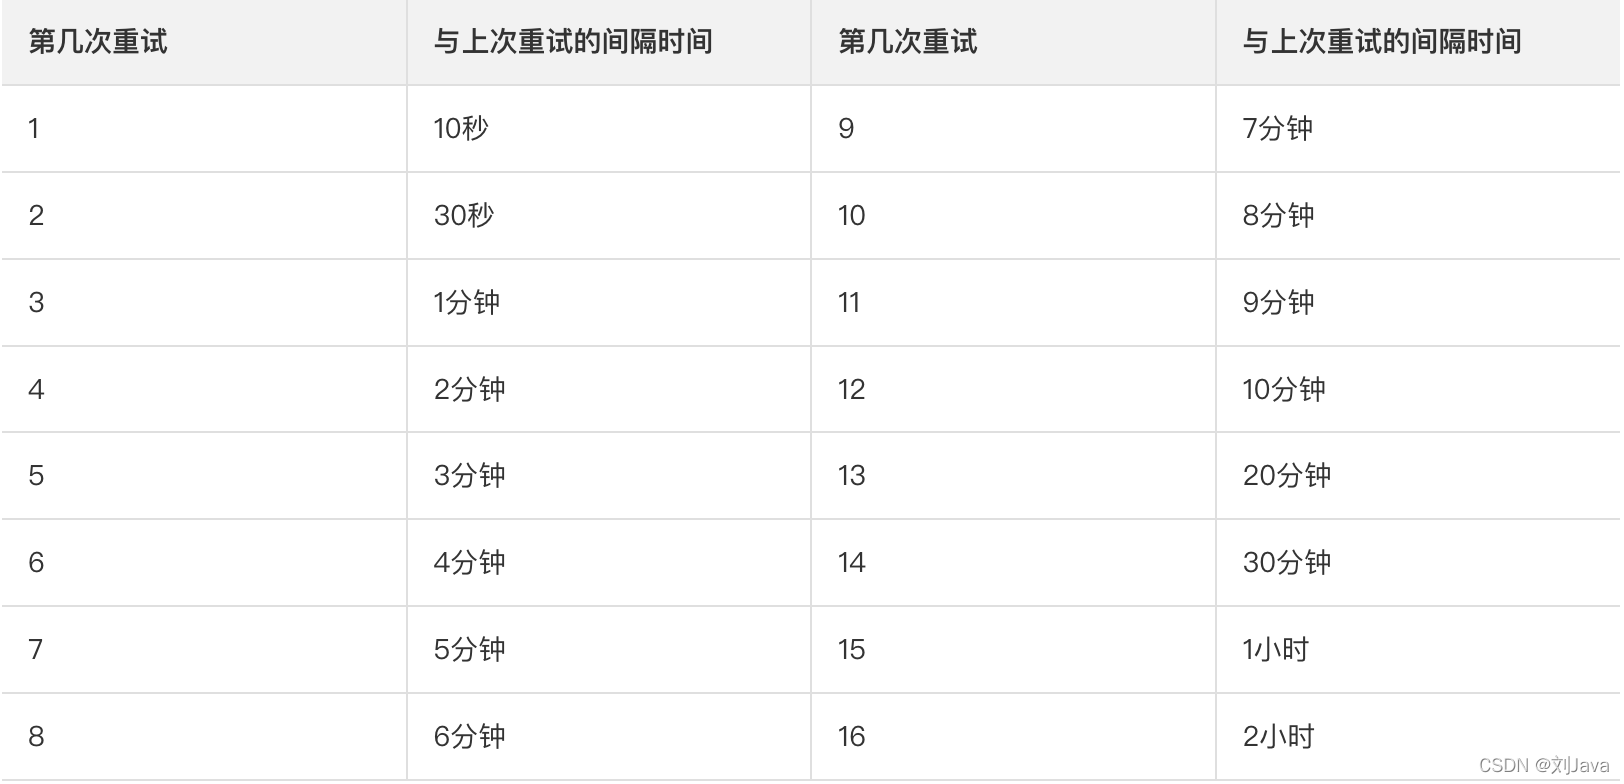 第几次重试 与上次重试的间隔时间 第几次重试 与上次重试的间隔时间
1 10秒 9 7分钟
2 30秒 10 8分钟
3 1分钟 11 9分钟
4 2分钟 12 10分钟
5 3分钟 13 20分钟
6 4分钟 14 30分钟
7 5分钟 15 1小时
8 6分钟 16 2小时
CSDN @刘Java